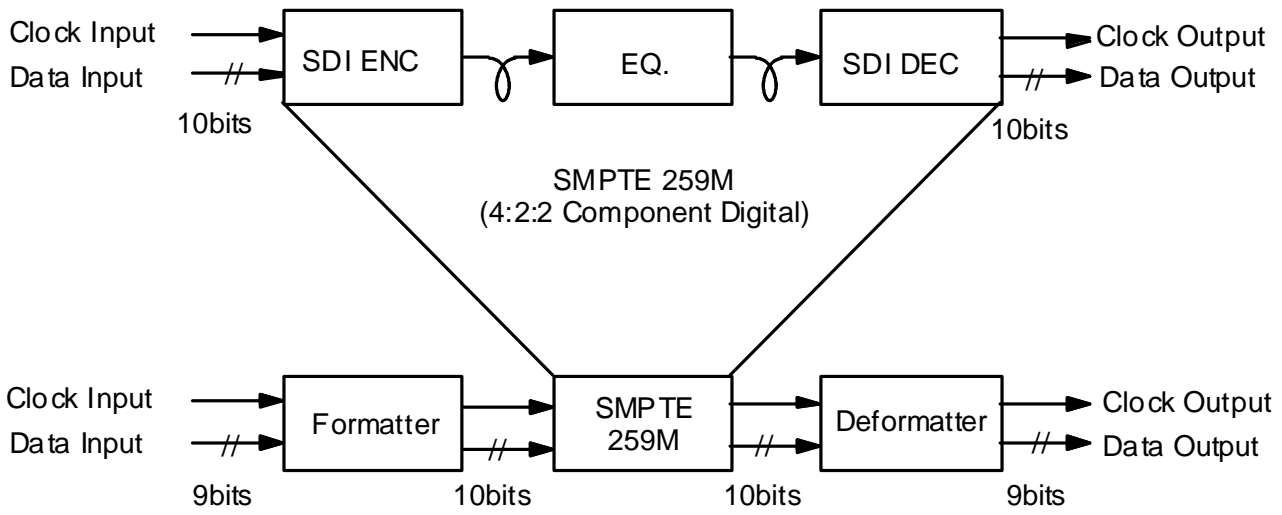 Clock Input
Data Input
10bits
SDI ENC
EQ.
SDI DEC
Clock Output
Data Output
10bits
SMPTE 259M
(4:2:2 Component Digital)
Clock Input
Data Input
9bits
Formatter
10bits
SMPTE
259M
10bits
Deformatter
Clock Output
Data Output
9bits